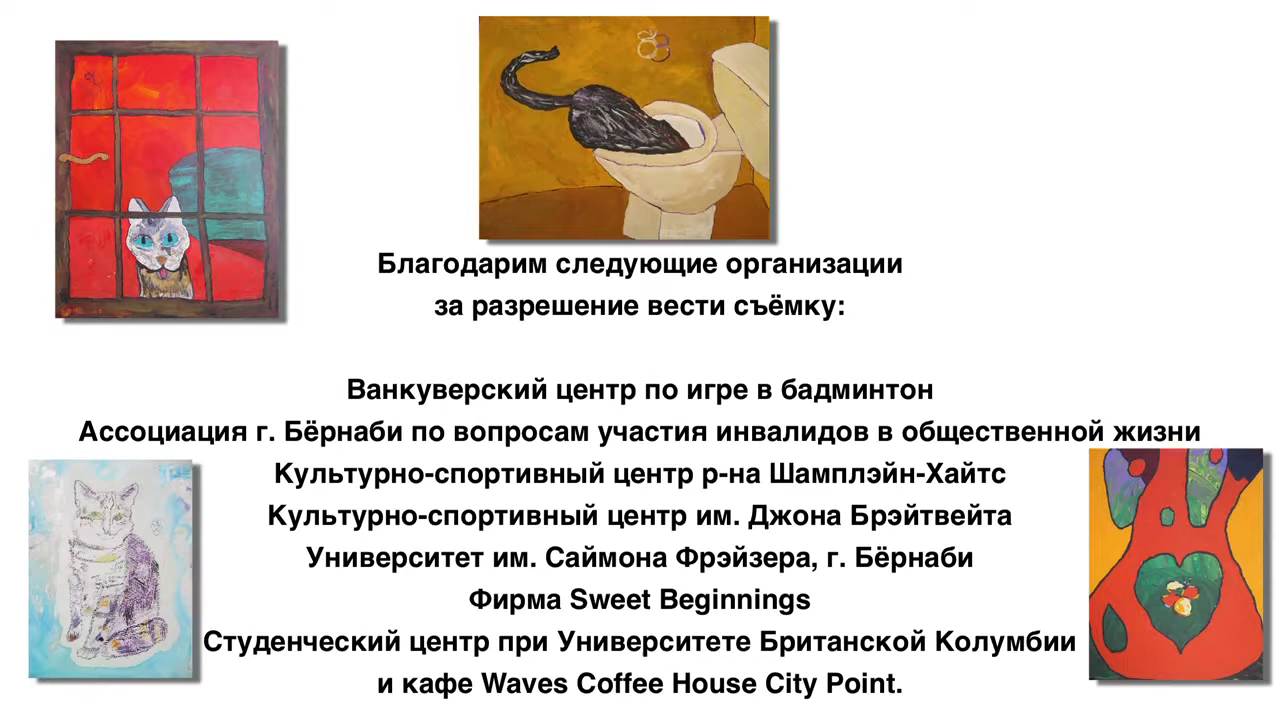 Благодарим следующие организации
за разрешение вести съёмку:
Ванкуверский центр по игре в бадминтон
Ассоциация г. Бёрнаби по вопросам участия инвалидов в общественной жизни
Культурно-спортивный центр р-на Шамплэйн-Хайтс
Культурно-спортивный центр им. Джона Брэйтвейта
Университет им. Саймона Фрэйзера, г. Бёрнаби
Фирма Sweet Beginnings
Студенческий центр при Университете Британской Колумбии
и кафе Waves Coffee House City Point.